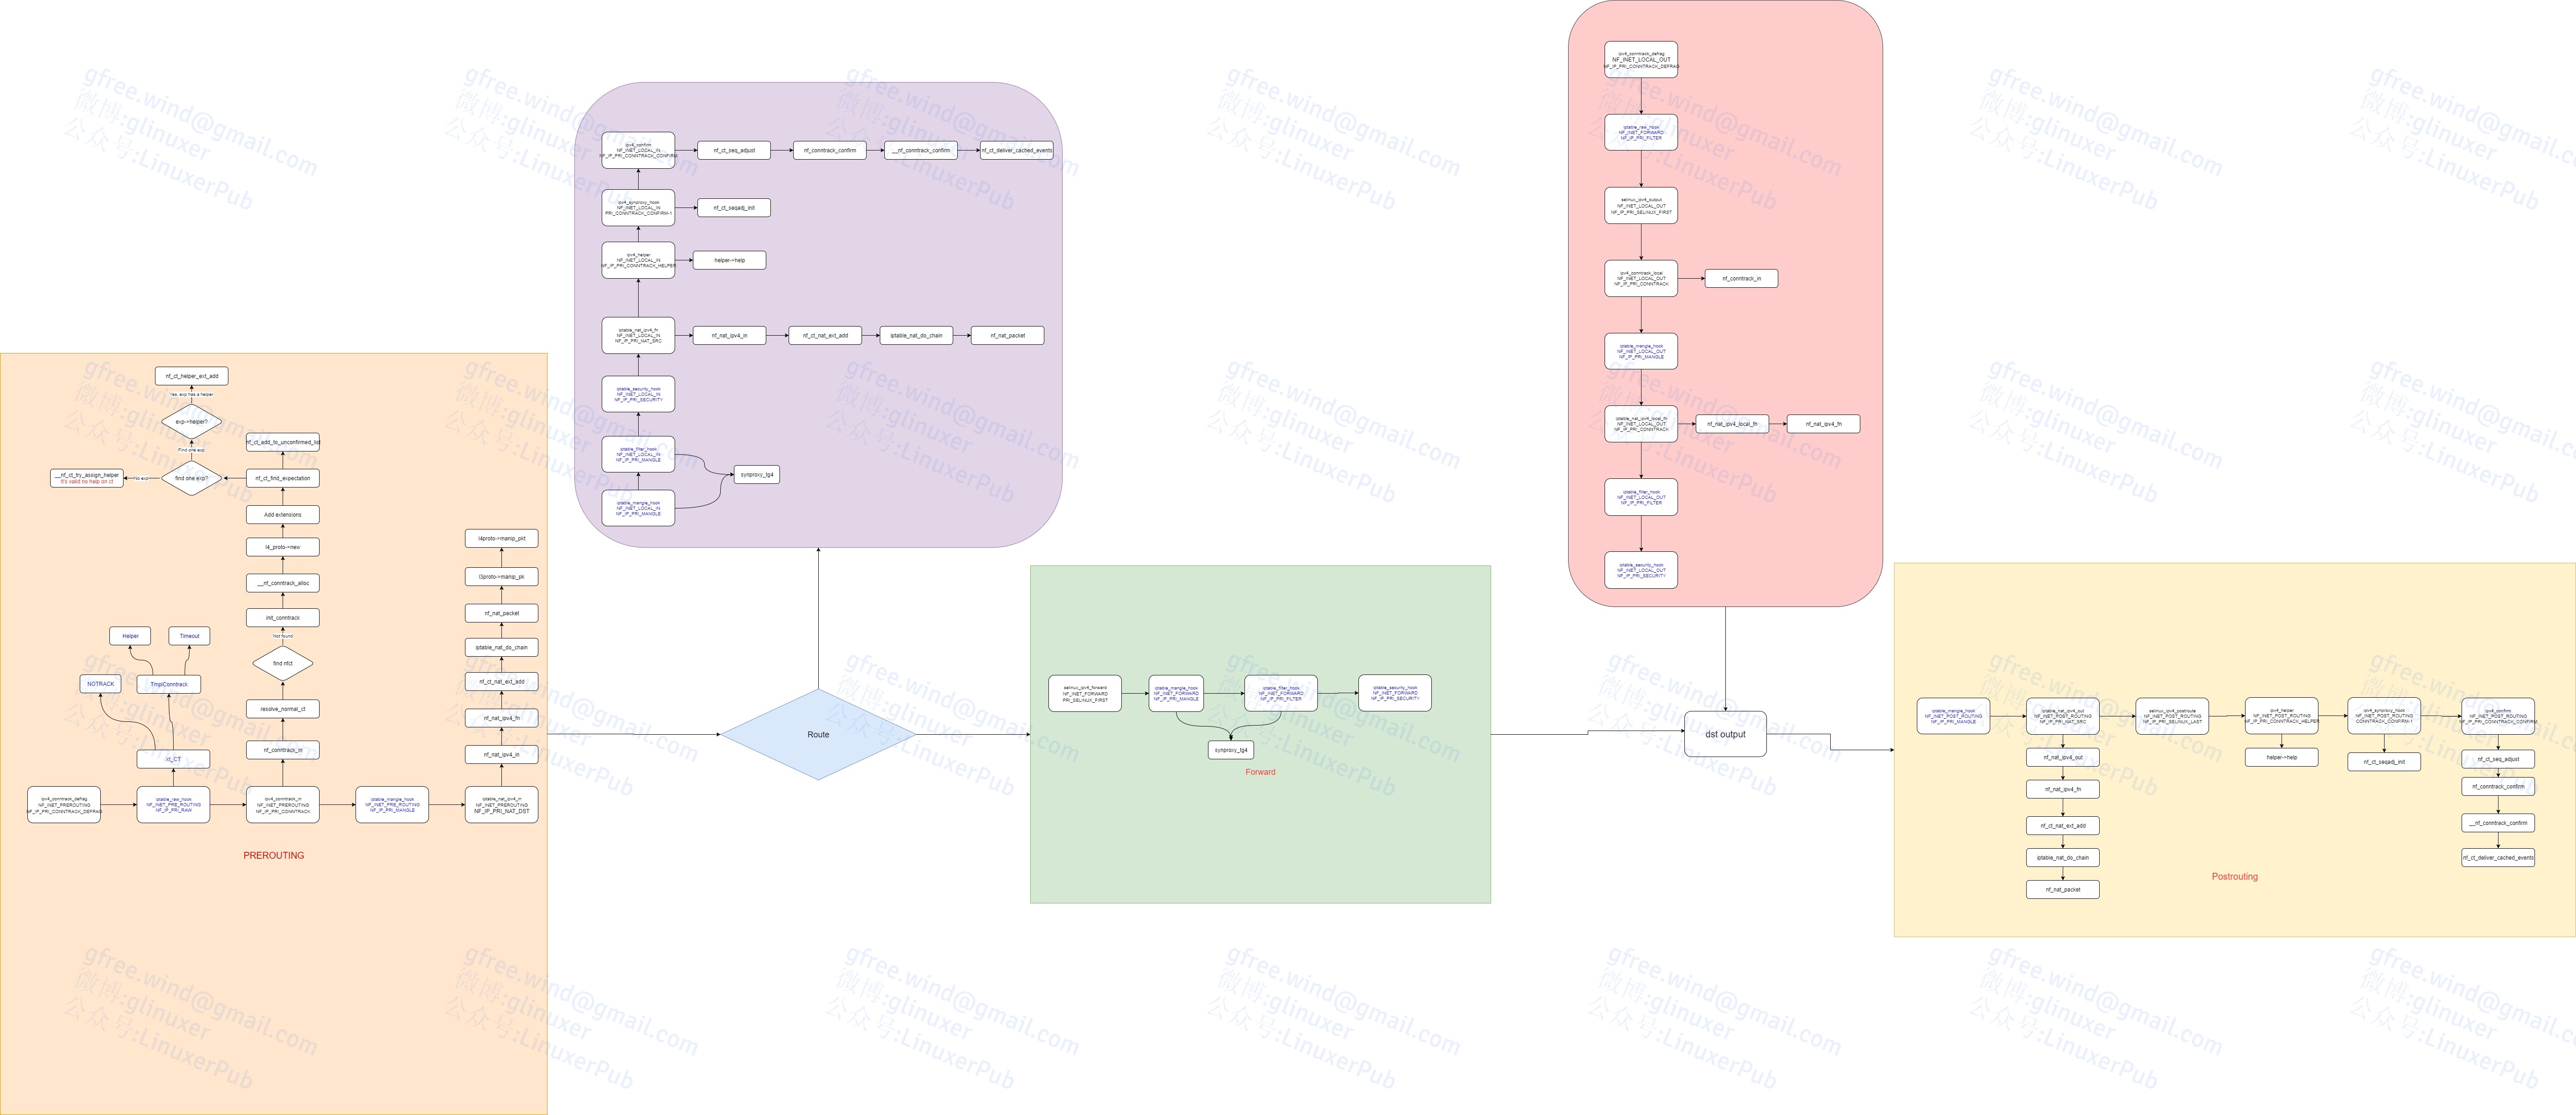 nf_ct_helper_ext_add
Yes, exp has a helper
exp->helper?
Find one exp
nf_ct_add_to_unconfirmed_list
__nf_ct_try_assign_helper
It's valid no help on ct
No exp
find one exp?
nf_ct_find_expectation
Add extensions
l4_proto->new
__nf_conntrack_alloc
init_conntrack
Not found
find nfct
resolve_normal_ct
nf_conntrack_in
Helper
Timeout
NOTRACK
TmplConntrack
xt_CT
l4proto->manip_pkt
l3proto->manip_pk
nf_nat_packet
iptable_nat_do_chain
nf_ct_nat_ext_add
nf_nat_ipv4_fn
nf_nat_ipv4_in
ipv4_conntrack_defrag
NF_INET_PREROUTING
NF_IP_PRI_CONNTRACK_DEFRAG
iptable_raw_hook
NF_INET_PRE_ROUTING
NF_IP_PRI_RAW
ipv4_conntrack_in
NF_INET_PREROUTING
NF_IP_PRI_CONNTRACK
iptable_mangle_hook
NF_INET_PRE_ROUTING
NF_IP_PRI_MANGLE
iptable_nat_ipv4_in
NF_INET_PREROUTING
NF_IP_PRI_NAT_DST
PREROUTING
ipv4_confirm
NF_INET_LOCAL_IN
NF_IP_PRI_CONNTRACK_CONFIRM
nf_ct_seq_adjust
nf_conntrack_confirm
__nf_conntrack_confirm
nf_ct_deliver_cached_events
ipv4_synproxy_hook
NF_INET_LOCAL_IN
PRI_CONNTRACK_CONFIRM-1
nf_ct_seqadj_init
ipv4_helper
NF_INET_LOCAL_IN
NF_IP_PRI_CONNTRACK_HELPER
helper->help
iptable_nat_ipv4_fn
NF_INET_LOCAL_IN
NF_IP_PRI_NAT_SRC
nf_nat_ipv4_in
nf_ct_nat_ext_add
iptable_nat_do_chain
nf_nat_packet
iptable_security_hook
NF_INET_LOCAL_IN
NF_IP_PRI_SECURITY
iptable_filter_hook
NF_INET_LOCAL_IN
NF_IP_PRI_MANGLE
synproxy_tg4
iptable_mangle_hook
NF_INET_LOCAL_IN
NF_IP_PRI_MANGLE
Route
selinux_ipv4_forward
NF_INET_FORWARD
PRI_SELINUX_FIRST
iptable_mangle_hook
NF_INET_FORWARD
NF_IP_PRI_MANGLE
iptable_filter_hook
NF_INET_FORWARD
NF_IP_PRI_FILTER
iptable_security_hook
NF_INET_FORWARD
NF_IP_PRI_SECURITY
synproxy_tg4
Forward
ipv4_conntrack_defrag
NF_INET_LOCAL_OUT
NF_IP_PRI_CONNTRACK_DEFRAG
iptable_raw_hook
NF_INET_FORWARD
NF_IP_PRI_FILTER
selinux_ipv4_output
NF_INET_LOCAL_OUT
NF_IP_PRI_SELINUX_FIRST
ipv4_conntrack_local
NF_INET_LOCAL_OUT
NF_IP_PRI_CONNTRACK
nf_conntrack_in
iptable_mangle_hook
NF_INET_LOCAL_OUT
NF_IP_PRI_MANGLE
iptable_nat_ipv4_local_fn
NF_INET_LOCAL_OUT
NF_IP_PRI_CONNTRACK
nf_nat_ipv4_local_fn
nf_nat_ipv4_fn
iptable_filter_hook
NF_INET_LOCAL_OUT
NF_IP_PRI_FILTER
iptable_security_hook
NF_INET_LOCAL_OUT
NF_IP_PRI_SECURITY
dst output
iptable_mangle_hook
NF_INET_POST_ROUTING
NF_IP_PRI_MANGLE
iptable_nat_ipv4_out
NF_INET_POST_ROUTING
NF_IP_PRI_NAT_SRC
selinux_ipv4_postroute
NF_INET_POST_ROUTING
NF_IP_PRI_SELINUX_LAST
ipv4_helper
NF_INET_POST_ROUTING
NF_IP_PRI_CONNTRACK_HELPER
ipv4_synproxy_hook
NF_INET_POST_ROUTING
CONNTRACK_CONFIRM-1
ipv4_confirm
NF_INET_POST_ROUTING
NF_IP_PRI_CONNTRACK_CONFIRM
nf_nat_ipv4_out
nf_nat_ipv4_fn
nf_ct_nat_ext_add
iptable_nat_do_chain
nf_nat_packet
helper->help
nf_ct_seqadj_init
nf_ct_seq_adjust
nf_conntrack_confirm
__nf_conntrack_confirm
nf_ct_deliver_cached_events
Postrouting
gfree.wind@gmail.com
微博:glinuxer
公众号:LinuxerPub